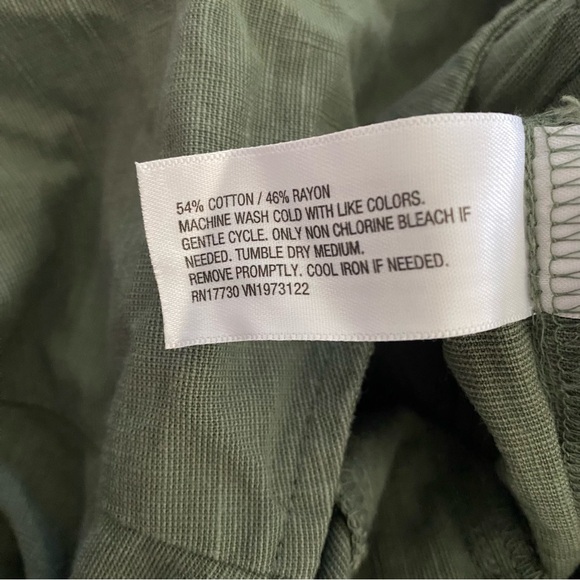 54% COTTON / 46% RAYON
MACHINE WASH COLD WITH LIKE COLORS.
GENTLE CYCLE. ONLY NON CHLORINE BLEACH IF
NEEDED. TUMBLE DRY MEDIUM.
REMOVE PROMPTLY. COOL IRON IF NEEDED.
RN17730 VN1973122